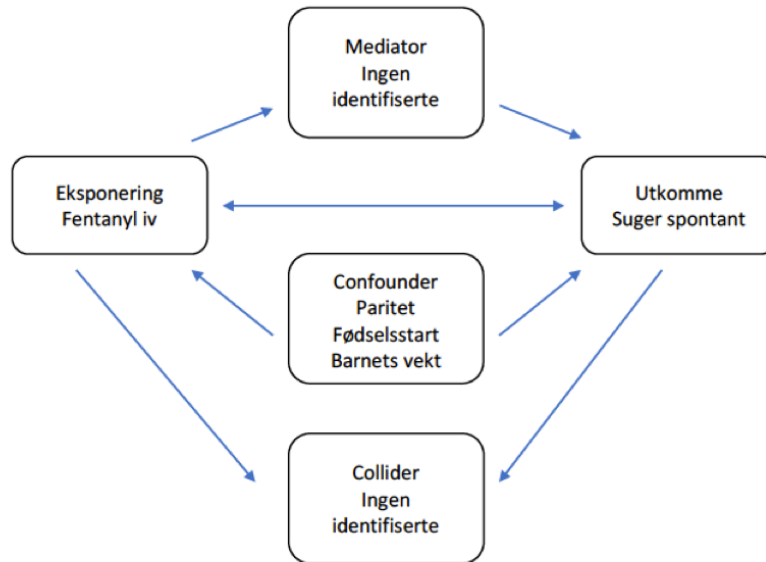 Mediator
Ingen
identifiserte
Eksponering
Fentanyl iv
Utkomme
Suger spontant
Confounder
Paritet
Fødselsstart
Barnets vekt
Collider
Ingen
identifiserte